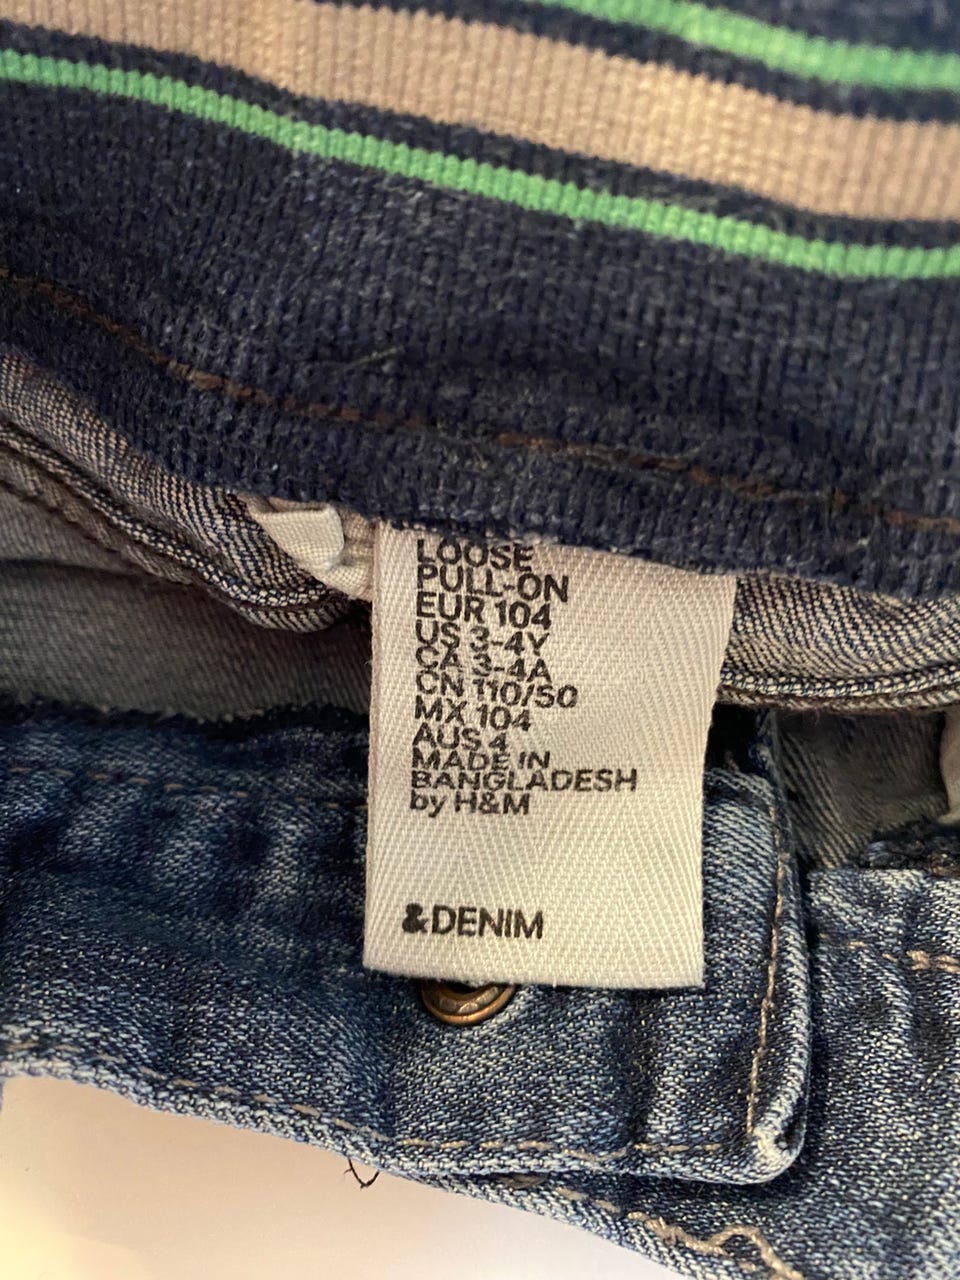 LOOSE
PULL-ON
EUR 104
US 3-4Y
CA 3-4A
CN 110/50
MX 104
AUS 4
MADE IN
BANGLADESH
by H&M
&DENIM